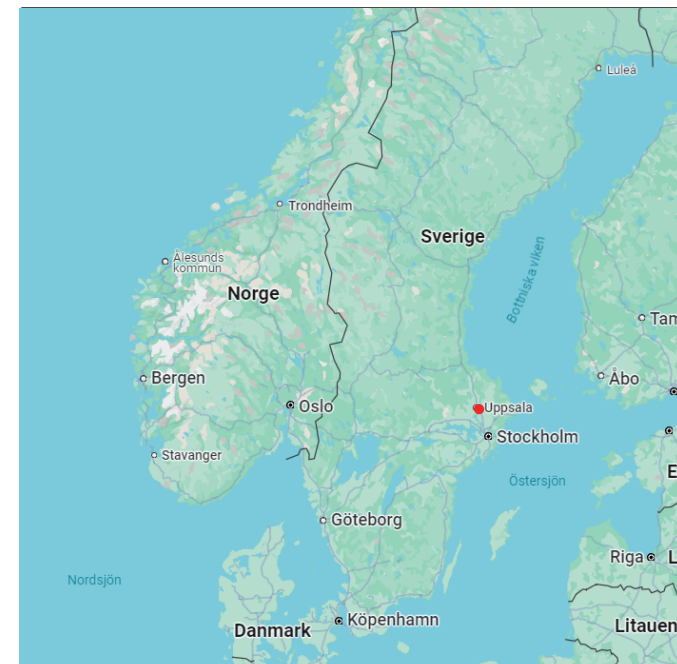 Luleå
Trondheim
Sverige
Bottniska viken
Ålesunds
kommun
Norge
Tam
Bergen
Åbo
Oslo
Uppsala
Stockholm
Stavanger
E
Östersjön
Göteborg
Riga
L
Nordsjön
Köpenhamn
Danmark
Litauen